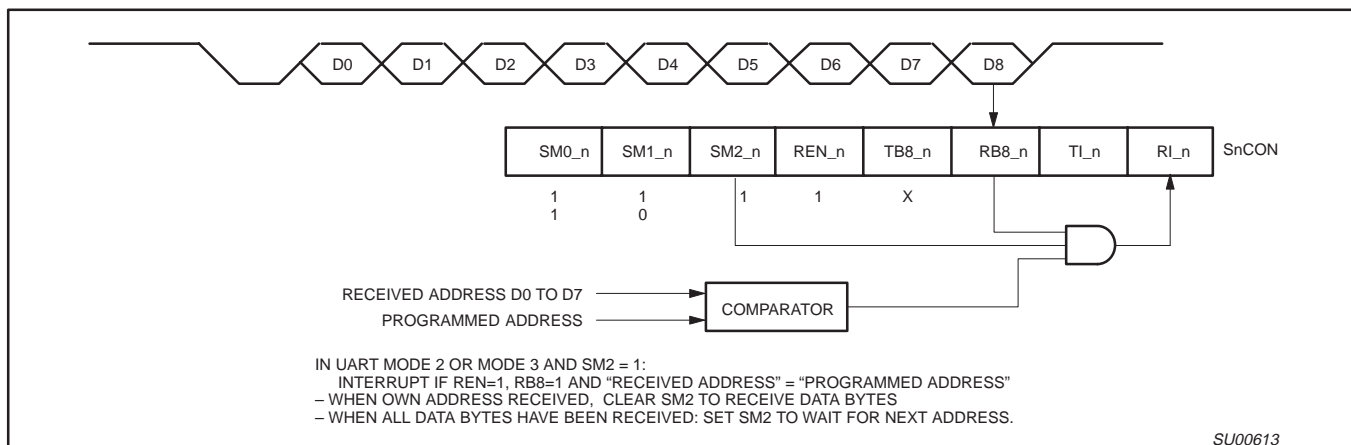 D0 D1 D2 D3 D4 D5 D6 D7 D8
SM0_n SM1_n SM2_n REN_n TB8_n RB8_n TI_n RI_n SnCON
1 1 1 1 X
1 0
RECEIVED ADDRESS D0 TO D7
COMPARATOR
PROGRAMMED ADDRESS
IN UART MODE 2 OR MODE 3 AND SM2 = 1:
INTERRUPT IF REN=1, RB8=1 AND “RECEIVED ADDRESS” = “PROGRAMMED ADDRESS”
– WHEN OWN ADDRESS RECEIVED, CLEAR SM2 TO RECEIVE DATA BYTES
– WHEN ALL DATA BYTES HAVE BEEN RECEIVED: SET SM2 TO WAIT FOR NEXT ADDRESS.
SU00613